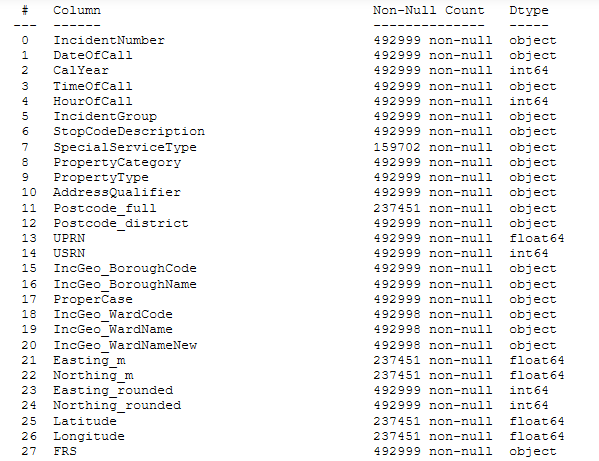 #   Column                  Non-Null Count   Dtype
---  ------                  --------------   -----
0   IncidentNumber          492999 non-null  object
1   DateOfCall              492999 non-null  object
2   CalYear                 492999 non-null  int64
3   TimeOfCall              492999 non-null  object
4   HourOfCall              492999 non-null  int64
5   IncidentGroup           492999 non-null  object
6   StopCodeDescription     492999 non-null  object
7   SpecialServiceType      159702 non-null  object
8   PropertyCategory        492999 non-null  object
9   PropertyType            492999 non-null  object
10  AddressQualifier        492999 non-null  object
11  Postcode_full           237451 non-null  object
12  Postcode_district       492999 non-null  object
13  UPRN                    492999 non-null  float64
14  USRN                    492999 non-null  int64
15  IncGeo_BoroughCode      492999 non-null  object
16  IncGeo_BoroughName      492999 non-null  object
17  ProperCase              492999 non-null  object
18  IncGeo_WardCode         492998 non-null  object
19  IncGeo_WardName         492998 non-null  object
20  IncGeo_WardNameNew      492998 non-null  object
21  Easting_m               237451 non-null  float64
22  Northing_m              237451 non-null  float64
23  Easting_rounded         492999 non-null  int64
24  Northing_rounded        492999 non-null  int64
25  Latitude                237451 non-null  float64
26  Longitude               237451 non-null  float64
27  FRS                     492999 non-null  object